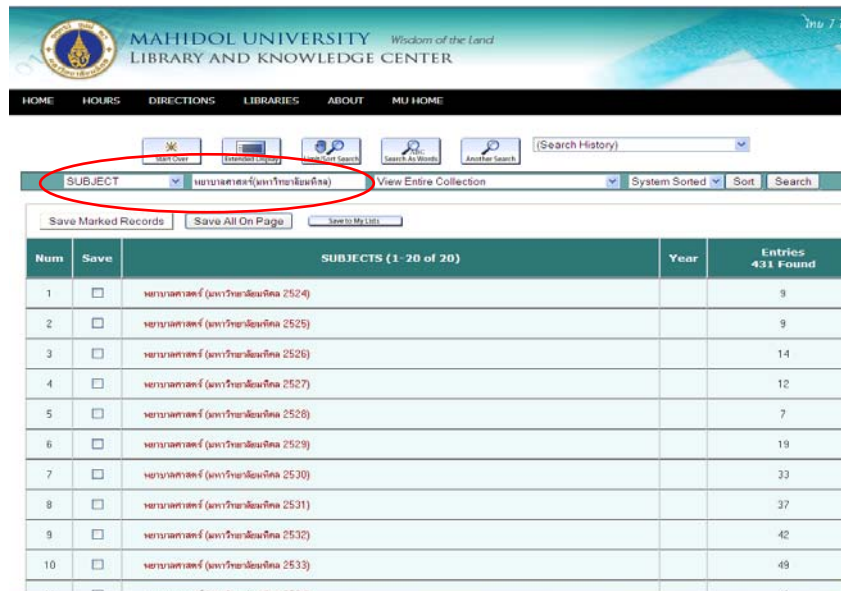 MAHIDOL UNIVERSITY Wisdom of the Land
LIBRARY AND KNOWLEDGE CENTER
ไทย
HOME HOURS DIRECTIONS LIBRARIES ABOUT MU HOME
Start Over Extended Display Limit/Sort Search Search As Words Another Search (Search History)
SUBJECT พยาบาลศาสตร์(มหาวิทยาลัยมหิดล) View Entire Collection System Sorted Sort Search
Save Marked Records Save All On Page Save to My Lists
Num Save SUBJECTS (1-20 of 20) Year Entries
431 Found
1 พยาบาลศาสตร์ (มหาวิทยาลัยมหิดล 2524) 9
2 พยาบาลศาสตร์ (มหาวิทยาลัยมหิดล 2525) 9
3 พยาบาลศาสตร์ (มหาวิทยาลัยมหิดล 2526) 14
4 พยาบาลศาสตร์ (มหาวิทยาลัยมหิดล 2527) 12
5 พยาบาลศาสตร์ (มหาวิทยาลัยมหิดล 2528) 7
6 พยาบาลศาสตร์ (มหาวิทยาลัยมหิดล 2529) 19
7 พยาบาลศาสตร์ (มหาวิทยาลัยมหิดล 2530) 33
8 พยาบาลศาสตร์ (มหาวิทยาลัยมหิดล 2531) 37
9 พยาบาลศาสตร์ (มหาวิทยาลัยมหิดล 2532) 42
10 พยาบาลศาสตร์ (มหาวิทยาลัยมหิดล 2533) 49